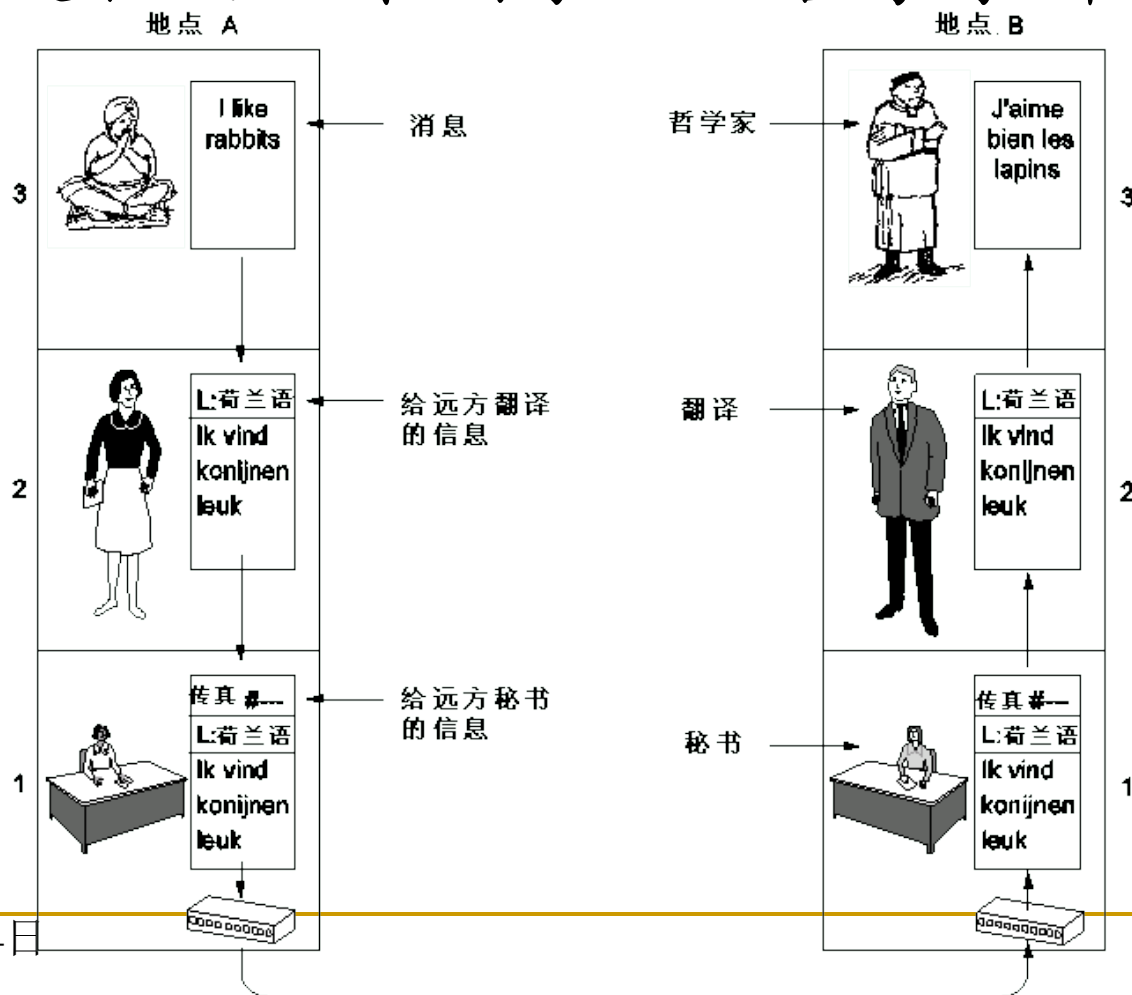 地点 A
地点 B
3
I like
rabbits
消息
哲学家
J'aime
bien les
lapins
3
2
L:荷兰语
Ik vind
konijnen
leuk
给远方翻译
的信息
翻译
L:荷兰语
Ik vind
konijnen
leuk
2
1
传真 #---
L:荷兰语
Ik vind
konijnen
leuk
给远方秘书
的信息
秘书
传真 #---
L:荷兰语
Ik vind
konijnen
leuk
1
日